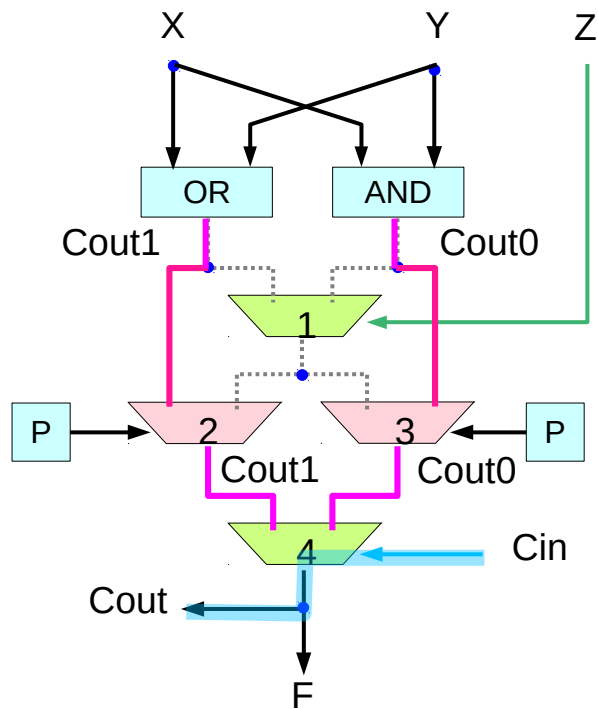 X Y Z
OR AND
Cout1 Cout0
1
P 2 3 P
Cout1 Cout0
4 Cin
Cout
F